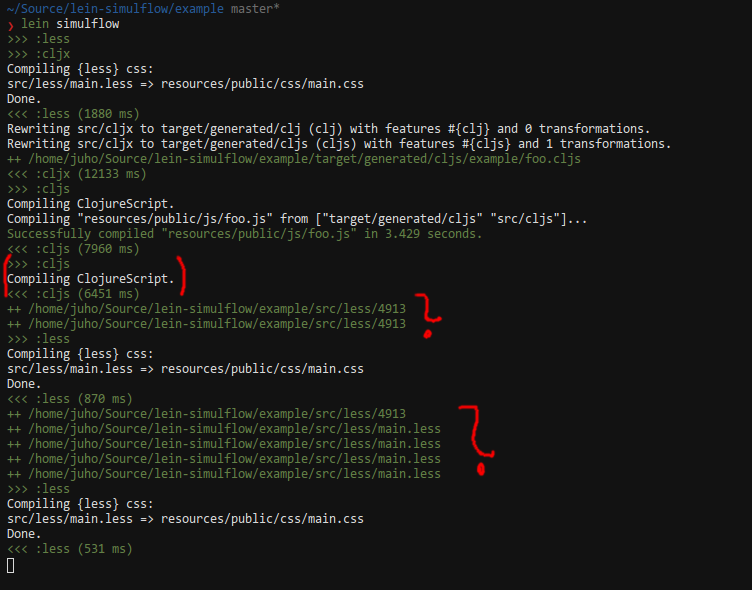 ~/Source/lein-simulflow/example master*
❯ lein simulflow
>>> :less
>>> :cljx
Compiling {less} css:
src/less/main.less => resources/public/css/main.css
Done.
<<< :less (1880 ms)
Rewriting src/cljx to target/generated/clj (clj) with features #{clj} and 0 transformations.
Rewriting src/cljx to target/generated/cljs (cljs) with features #{cljs} and 1 transformations.
++ /home/juho/Source/lein-simulflow/example/target/generated/cljs/example/foo.cljs
<<< :cljx (12133 ms)
>>> :cljs
Compiling ClojureScript.
Compiling "resources/public/js/foo.js" from ["target/generated/cljs" "src/cljs"]...
Successfully compiled "resources/public/js/foo.js" in 3.429 seconds.
<<< :cljs (7960 ms)
>>> :cljs
( Compiling ClojureScript. )
<<< :cljs (6451 ms)
++ /home/juho/Source/lein-simulflow/example/src/less/4913 ?
++ /home/juho/Source/lein-simulflow/example/src/less/4913
>>> :less
Compiling {less} css:
src/less/main.less => resources/public/css/main.css
Done.
<<< :less (870 ms)
++ /home/juho/Source/lein-simulflow/example/src/less/4913
++ /home/juho/Source/lein-simulflow/example/src/less/main.less ?
++ /home/juho/Source/lein-simulflow/example/src/less/main.less
++ /home/juho/Source/lein-simulflow/example/src/less/main.less
++ /home/juho/Source/lein-simulflow/example/src/less/main.less
>>> :less
Compiling {less} css:
src/less/main.less => resources/public/css/main.css
Done.
<<< :less (531 ms)